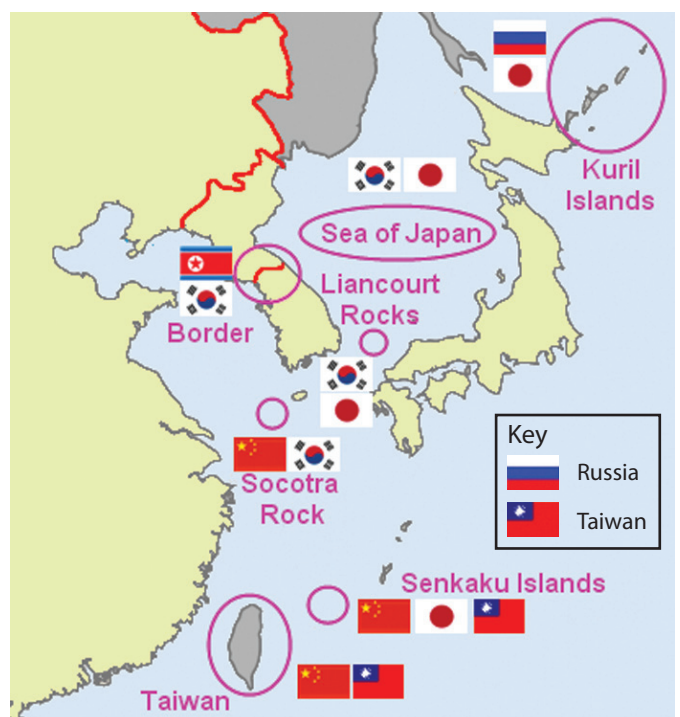 Kuril
Islands
Sea of Japan
Liancourt
Rocks
Border
Key
Russia
Taiwan
Socotra
Rock
Senkaku Islands
Taiwan